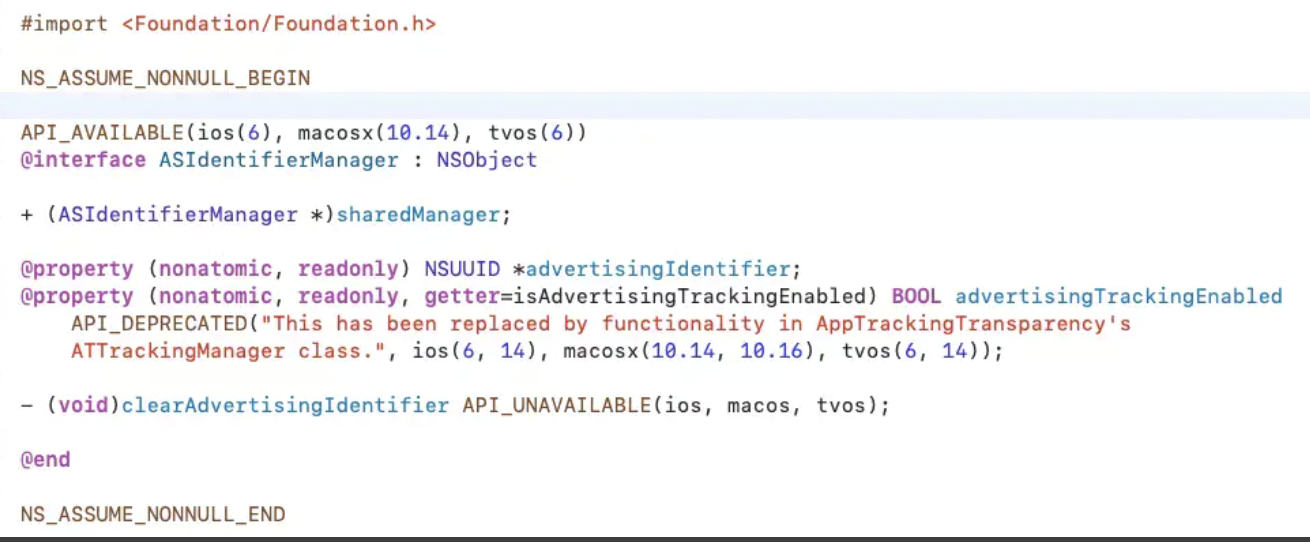 #import <Foundation/Foundation.h>
NS_ASSUME_NONNULL_BEGIN
API_AVAILABLE(ios(6), macosx(10.14), tvos(6))
@interface ASIdentifierManager : NSObject
+ (ASIdentifierManager *)sharedManager;
@property (nonatomic, readonly) NSUUID *advertisingIdentifier;
@property (nonatomic, readonly, getter=isAdvertisingTrackingEnabled) BOOL advertisingTrackingEnabled
API_DEPRECATED("This has been replaced by functionality in AppTrackingTransparency's
ATTrackingManager class.", ios(6, 14), macosx(10.14, 10.16), tvos(6, 14));
- (void)clearAdvertisingIdentifier API_UNAVAILABLE(ios, macos, tvos);
@end
NS_ASSUME_NONNULL_END